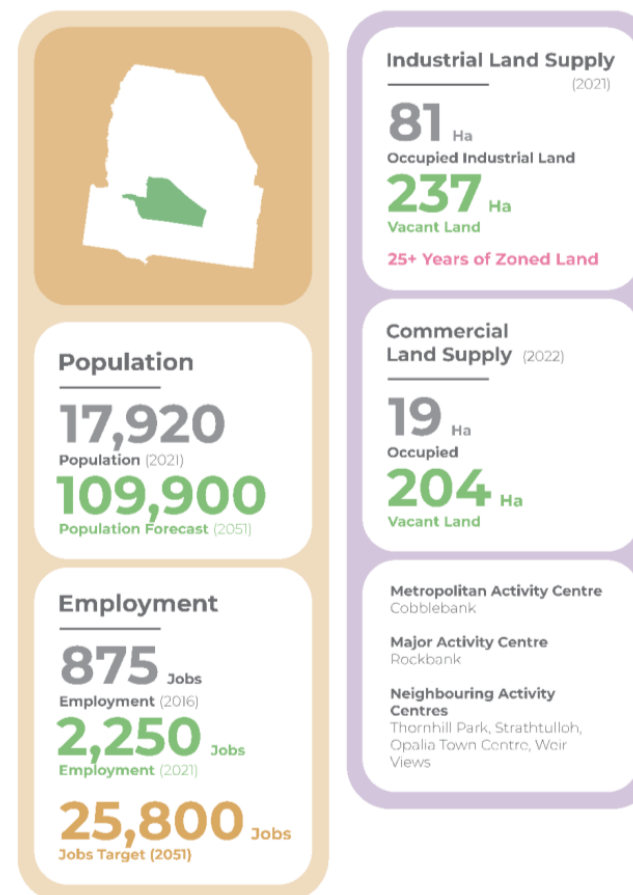 Population
17,920
Population (2021)
109,900
Population Forecast (2051)
Employment
875 Jobs
Employment (2016)
2,250 Jobs
Employment (2021)
25,800 Jobs
Jobs Target (2051)
Industrial Land Supply
(2021)
81 Ha
Occupied Industrial Land
237 Ha
Vacant Land
25+ Years of Zoned Land
Commercial
Land Supply (2022)
19 Ha
Occupied
204 Ha
Vacant Land
Metropolitan Activity Centre
Cobblebank
Major Activity Centre
Rockbank
Neighbouring Activity
Centres
Thornhill Park, Strathtulloh,
Opalia Town Centre, Weir
Views